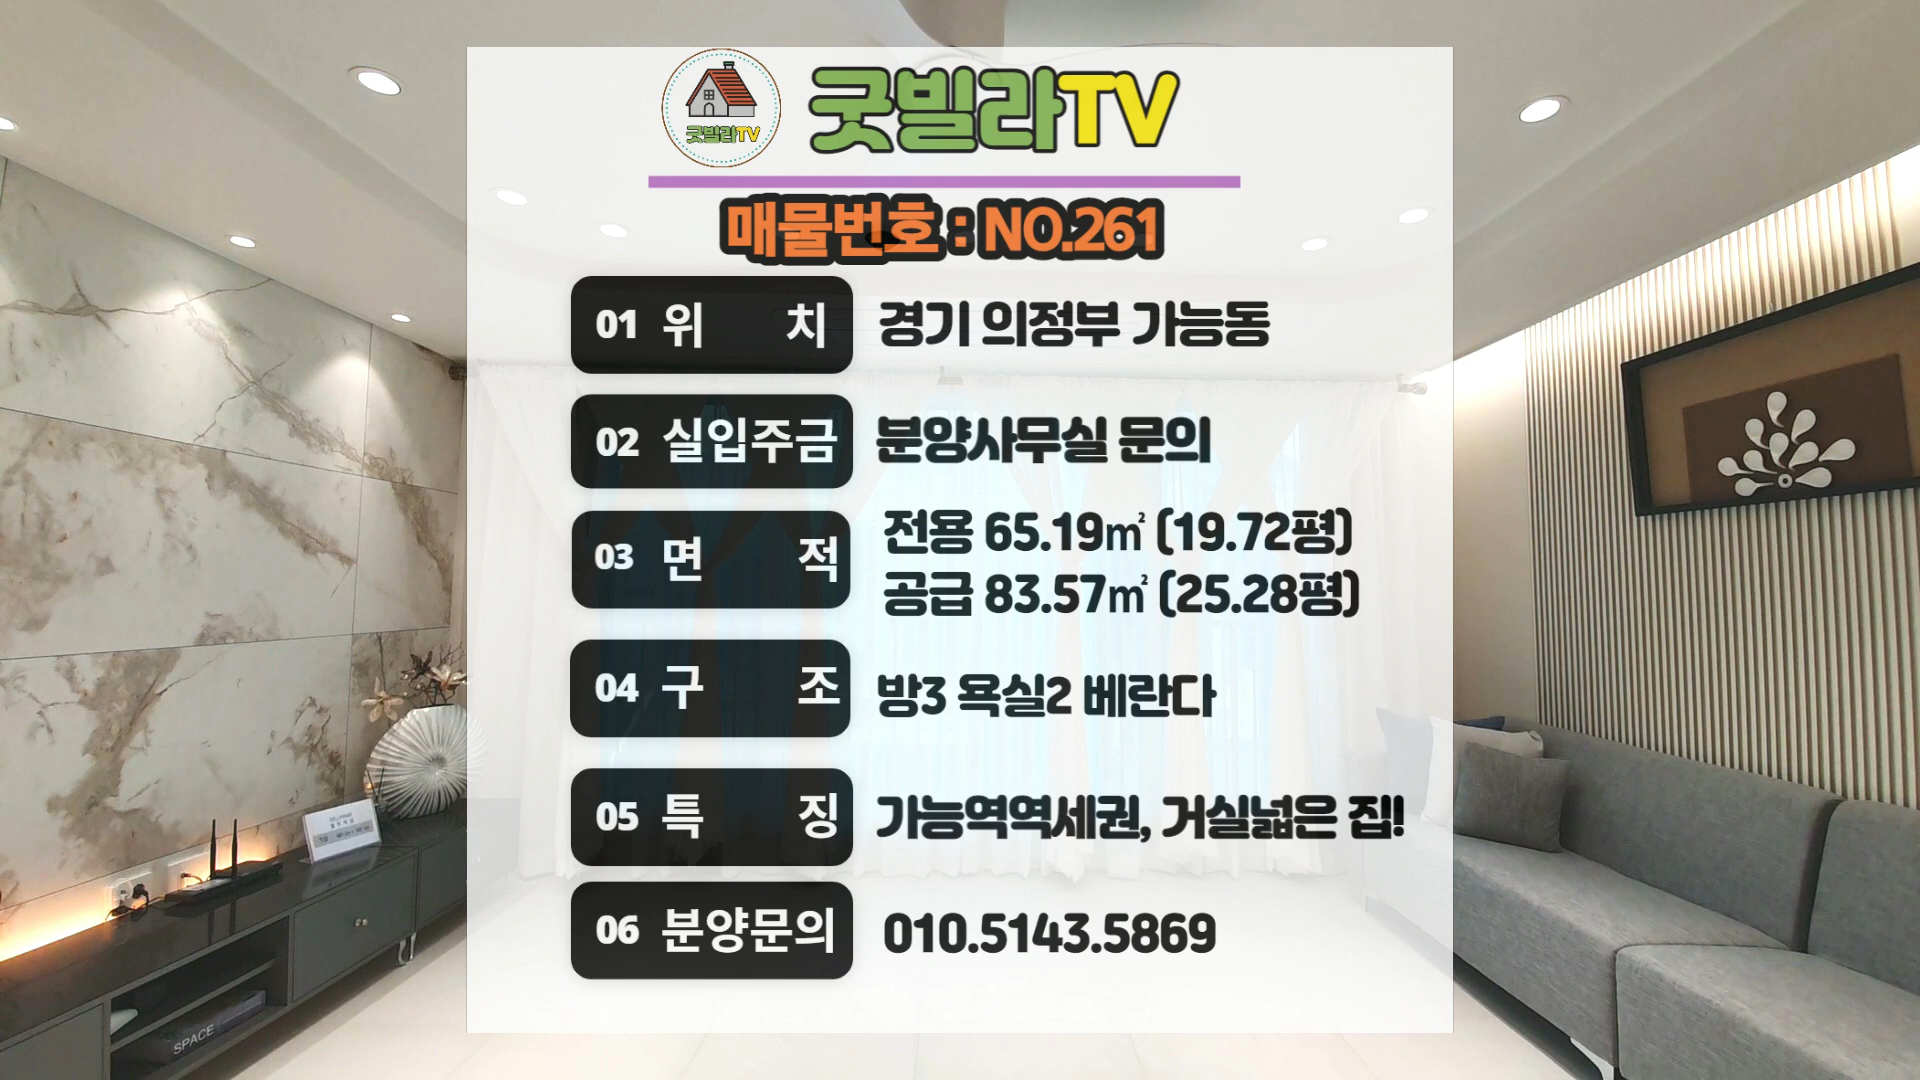 굿빌라TV
굿빌라TV
매물번호 : NO.261
01 위 치 경기 의정부 가능동
02 실입주금 분양사무실 문의
03 면 적
전용 65.19㎡ (19.72평)
공급 83.57㎡ (25.28평)
04 구 조 방3 욕실2 베란다
05 특 징 가능역역세권, 거실넓은 집!
06 분양문의 010.5143.5869
SPACE